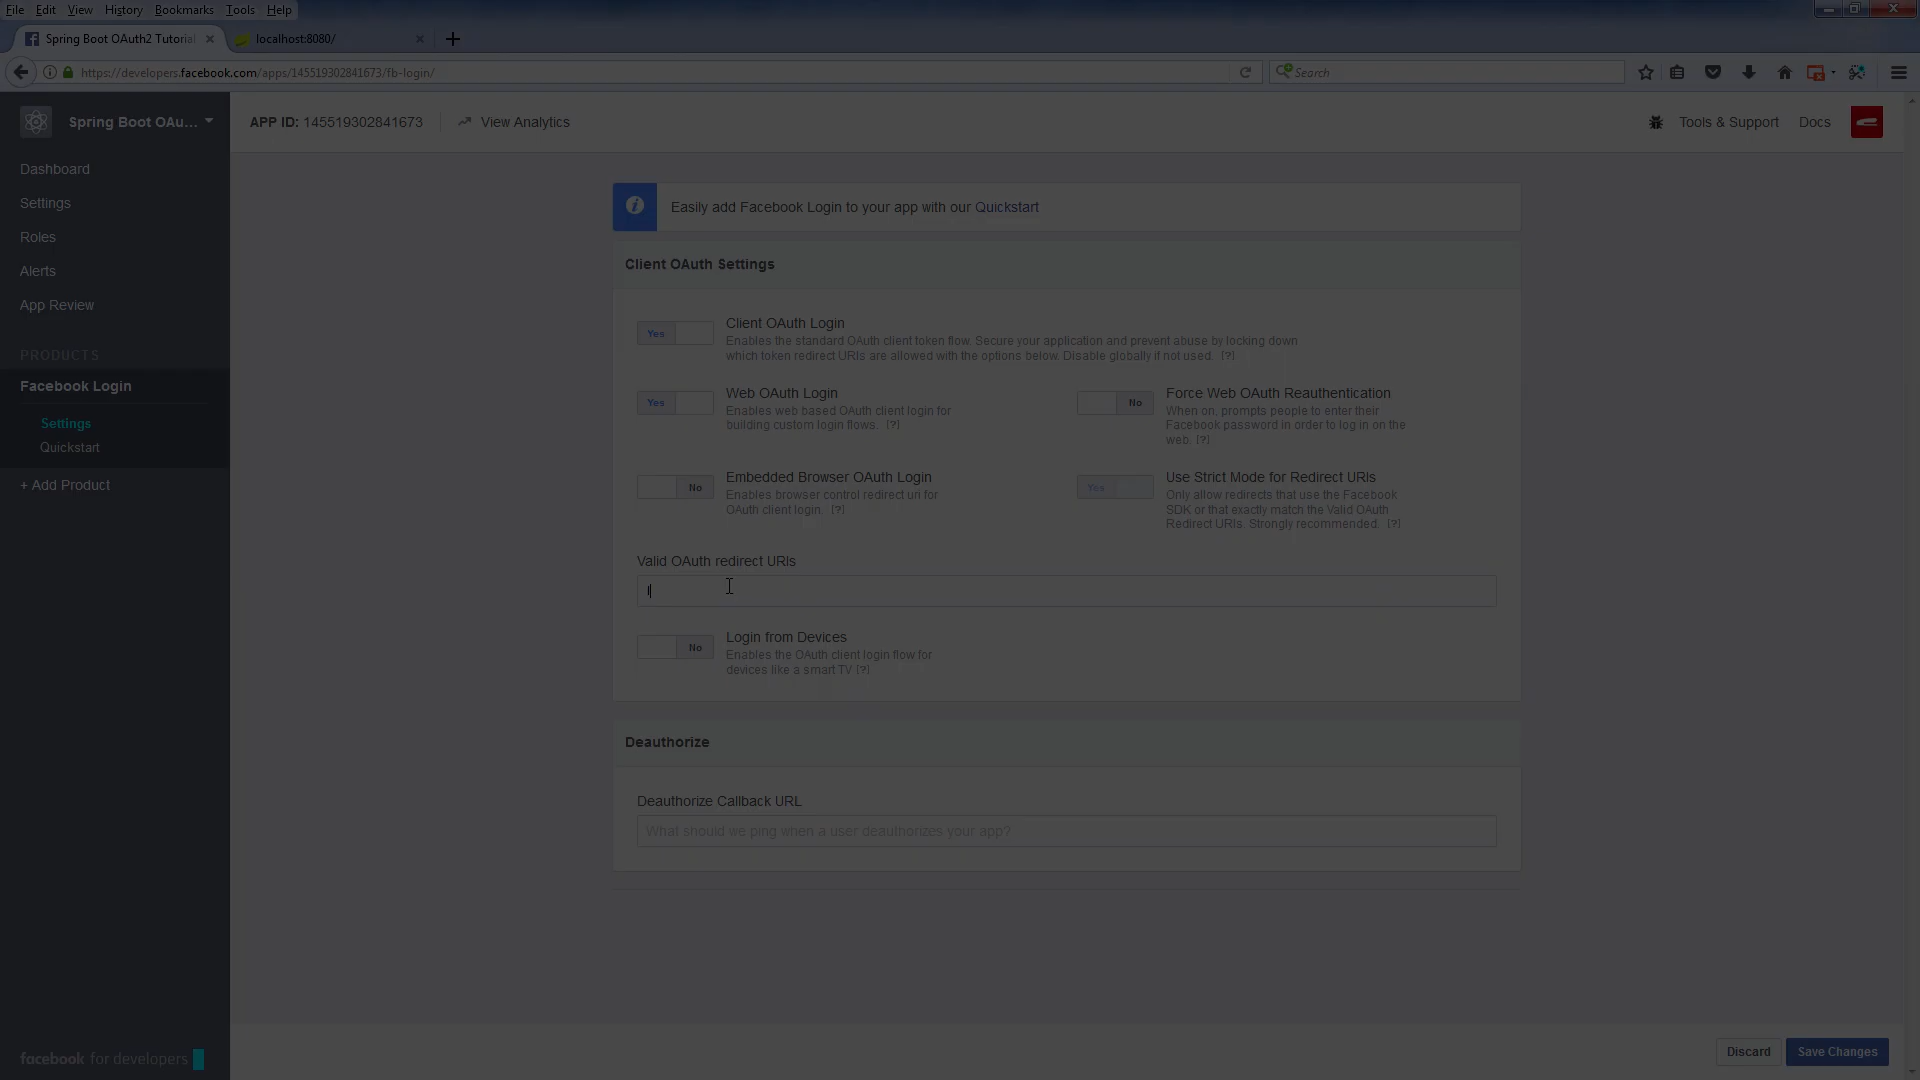 File Edit View History Bookmarks Tools Help
Spring Boot OAuth2 Tutorial
localhost:8080/
https://developers.facebook.com/apps/145519302841673/fb-login/
Search
Spring Boot OAu...
APP ID: 145519302841673
View Analytics
Tools & Support
Docs
Dashboard
Settings
Roles
Alerts
App Review
PRODUCTS
Facebook Login
Settings
Quickstart
+ Add Product
Easily add Facebook Login to your app with our Quickstart
Client OAuth Settings
Yes
Client OAuth Login
Enables the standard OAuth client token flow. Secure your application and prevent abuse by locking down
which token redirect URIs are allowed with the options below. Disable globally if not used. [?]
Yes
Web OAuth Login
Enables web based OAuth client login for
building custom login flows. [?]
No
Force Web OAuth Reauthentication
When on, prompts people to enter their
Facebook password in order to log in on the
web. [?]
No
Embedded Browser OAuth Login
Enables browser control redirect uri for
OAuth client login. [?]
Yes
Use Strict Mode for Redirect URIs
Only allow redirects that use the Facebook
SDK or that exactly match the Valid OAuth
Redirect URIs. Strongly recommended. [?]
Valid OAuth redirect URIs
No
Login from Devices
Enables the OAuth client login flow for
devices like a smart TV [?]
Deauthorize
Deauthorize Callback URL
What should we ping when a user deauthorizes your app?
facebook for developers
Discard
Save Changes